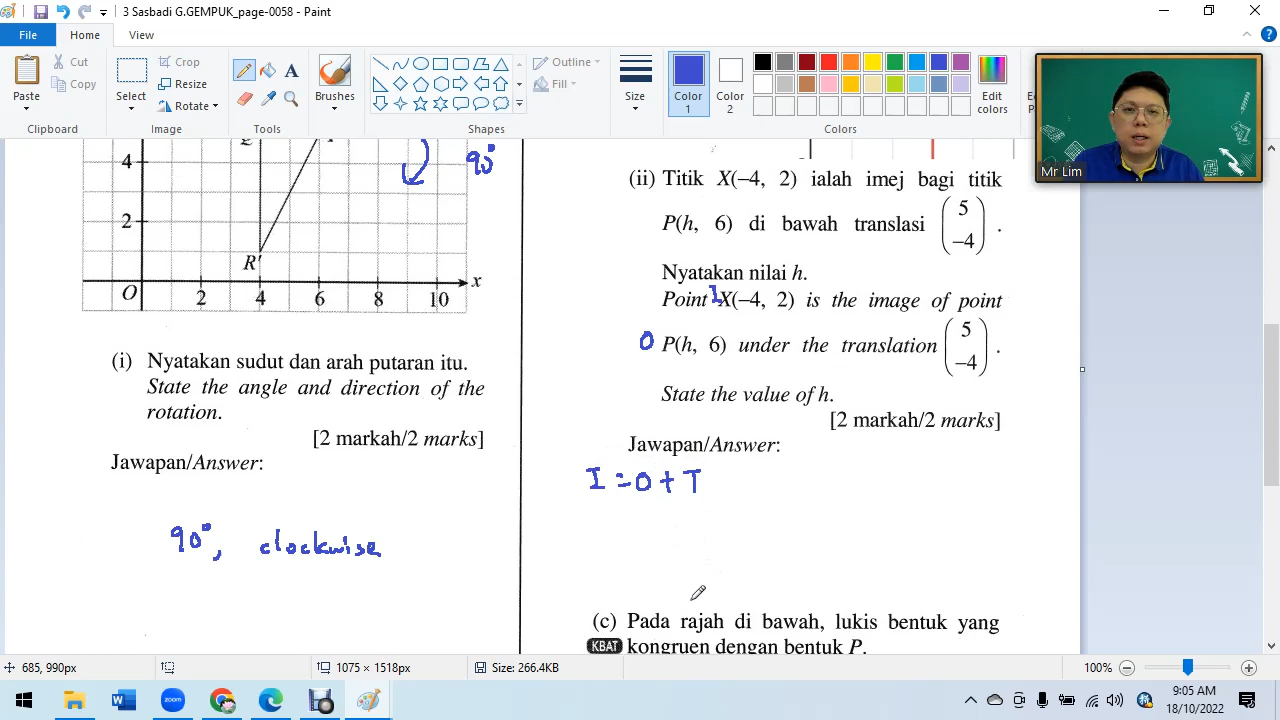 3 Sasbadi G.GEMPUK_page-0058 - Paint
File Home View
Paste Cut Copy Clipboard
Select Crop Resize Rotate Image
Tools
Brushes
Outline Fill Shapes
Size
Color 1 Color 2 Edit colors Colors
Mr Lim
4
2
R'
O 2 4 6 8 10 x
90°
(i) Nyatakan sudut dan arah putaran itu.
State the angle and direction of the
rotation.
[2 markah/2 marks]
Jawapan/Answer:
90°, clockwise
(ii) Titik X(–4, 2) ialah imej bagi titik
P(h, 6) di bawah translasi (5 –4).
Nyatakan nilai h.
I
Point X(–4, 2) is the image of point
O P(h, 6) under the translation (5 –4).
State the value of h.
[2 markah/2 marks]
Jawapan/Answer:
I = O + T
(c) Pada rajah di bawah, lukis bentuk yang
KBAT kongruen dengan bentuk P.
685, 990px 1075 × 1518px Size: 266.4KB 100%
zoom
9:05 AM
18/10/2022